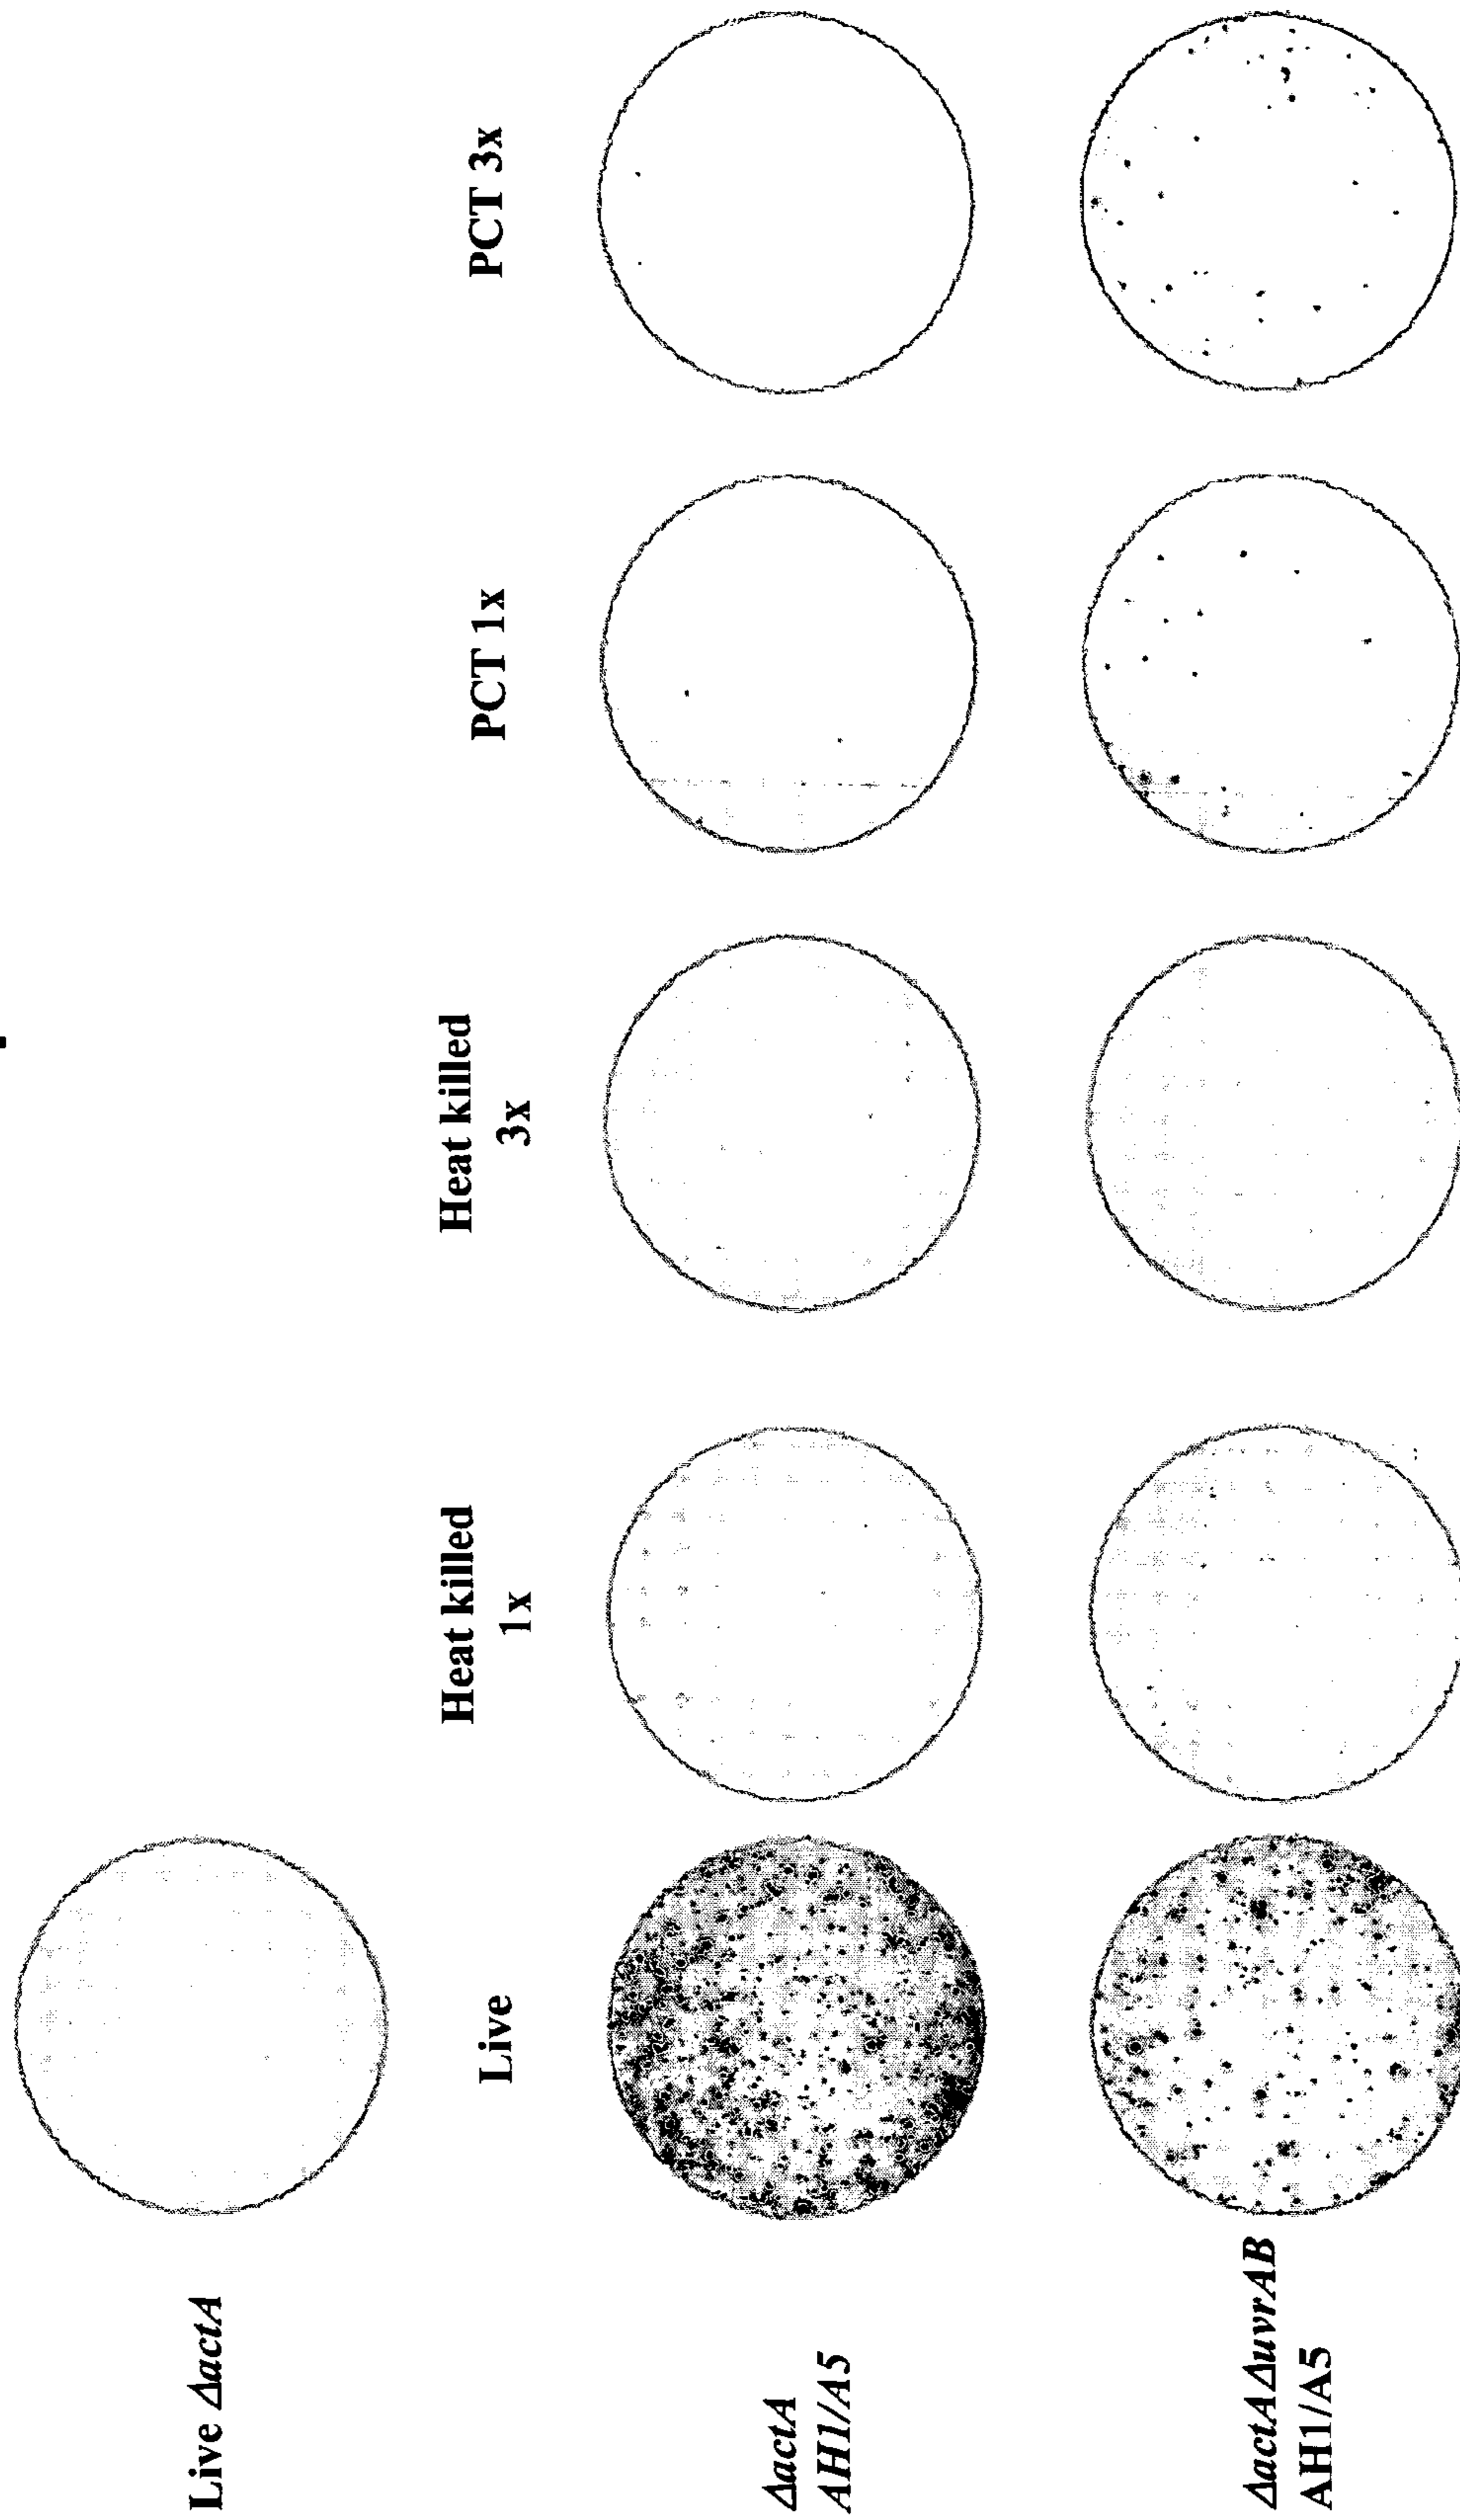 Live ΔactA
Live
Heat killed
1x
Heat killed
3x
PCT 1x
PCT 3x
ΔactA
AH1/A5
ΔactAΔuvrAB
AH1/A5